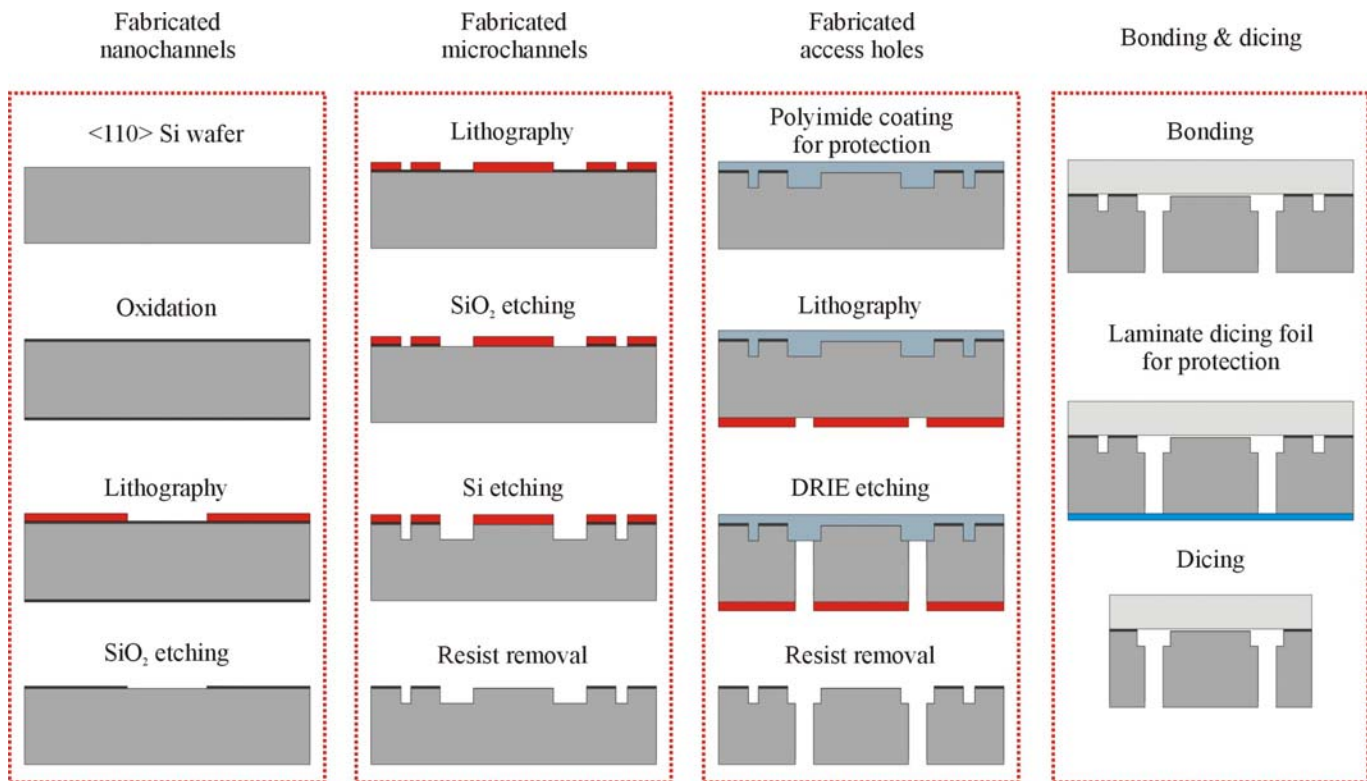 Fabricated
nanochannels
<110> Si wafer
Oxidation
Lithography
SiO₂ etching
Fabricated
microchannels
Lithography
SiO₂ etching
Si etching
Resist removal
Fabricated
access holes
Polyimide coating
for protection
Lithography
DRIE etching
Resist removal
Bonding & dicing
Bonding
Laminate dicing foil
for protection
Dicing